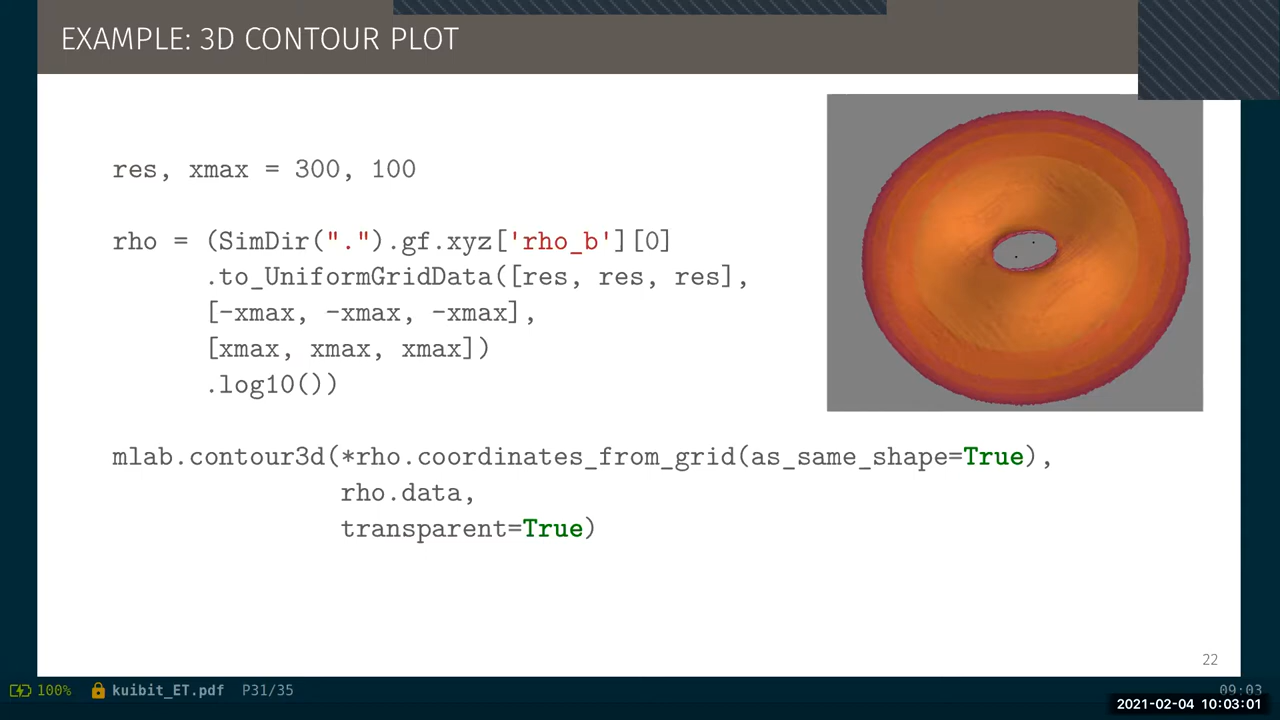 EXAMPLE: 3D CONTOUR PLOT
res, xmax = 300, 100
rho = (SimDir(".").gf.xyz['rho_b'][0]
.to_UniformGridData([res, res, res],
[-xmax, -xmax, -xmax],
[xmax, xmax, xmax])
.log10())
mlab.contour3d(*rho.coordinates_from_grid(as_same_shape=True),
rho.data,
transparent=True)
22
100% kuibit_ET.pdf P31/35
09:03
2021-02-04 10:03:01